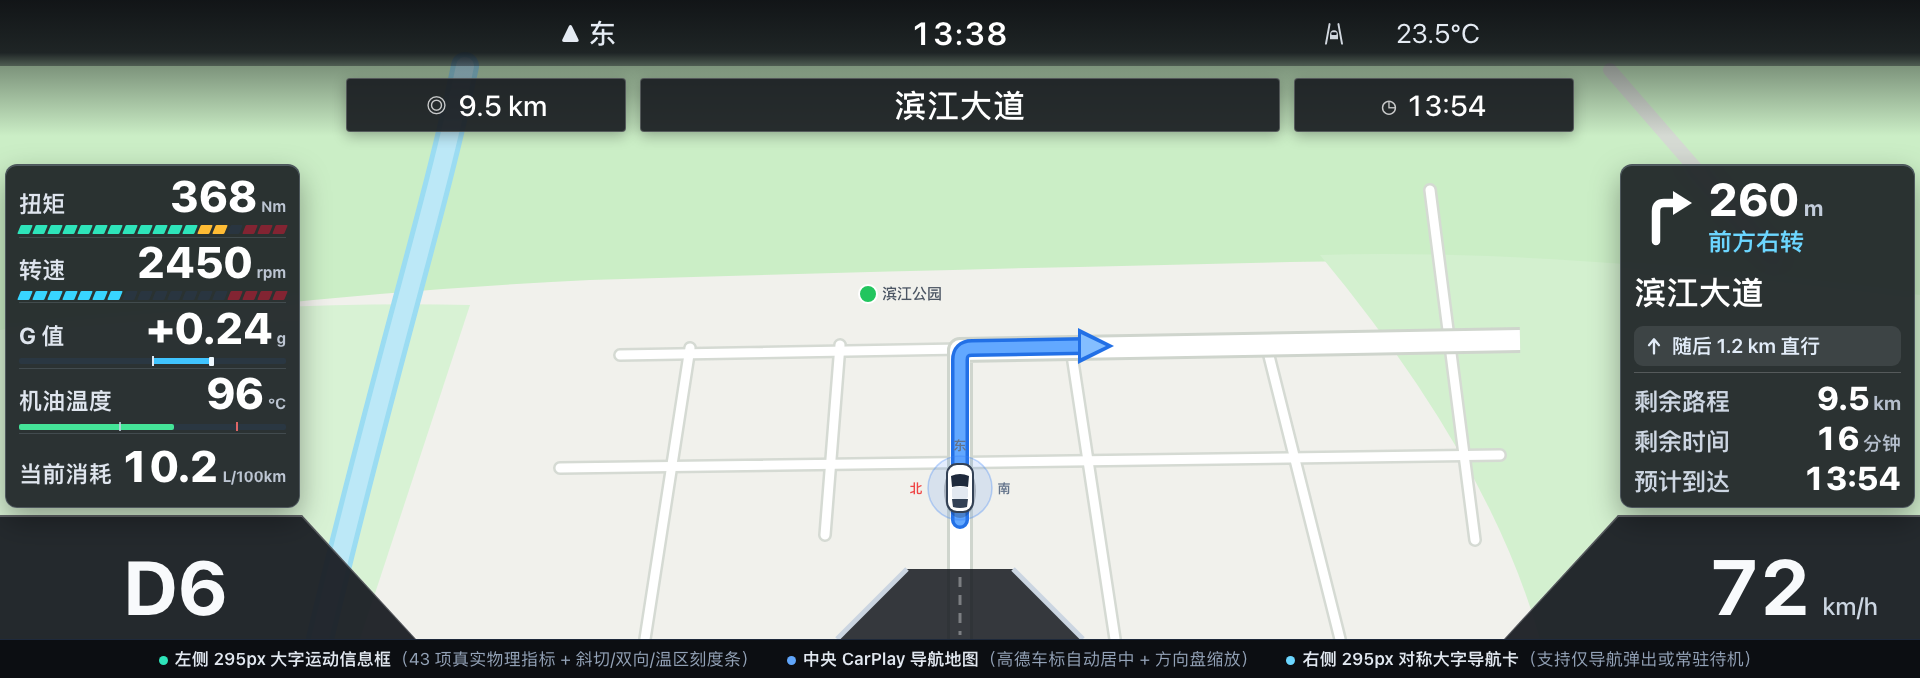 东
13:38
23.5°C
9.5 km
滨江大道
13:54
扭矩 368 Nm
转速 2450 rpm
G 值 +0.24 g
机油温度 96 °C
当前消耗 10.2 L/100km
D6
滨江公园
东
北
南
260 m
前方右转
滨江大道
随后 1.2 km 直行
剩余路程 9.5 km
剩余时间 16 分钟
预计到达 13:54
72 km/h
左侧 295px 大字运动信息框（43 项真实物理指标 + 斜切/双向/温区刻度条）
中央 CarPlay 导航地图（高德车标自动居中 + 方向盘缩放）
右侧 295px 对称大字导航卡（支持仅导航弹出或常驻待机）